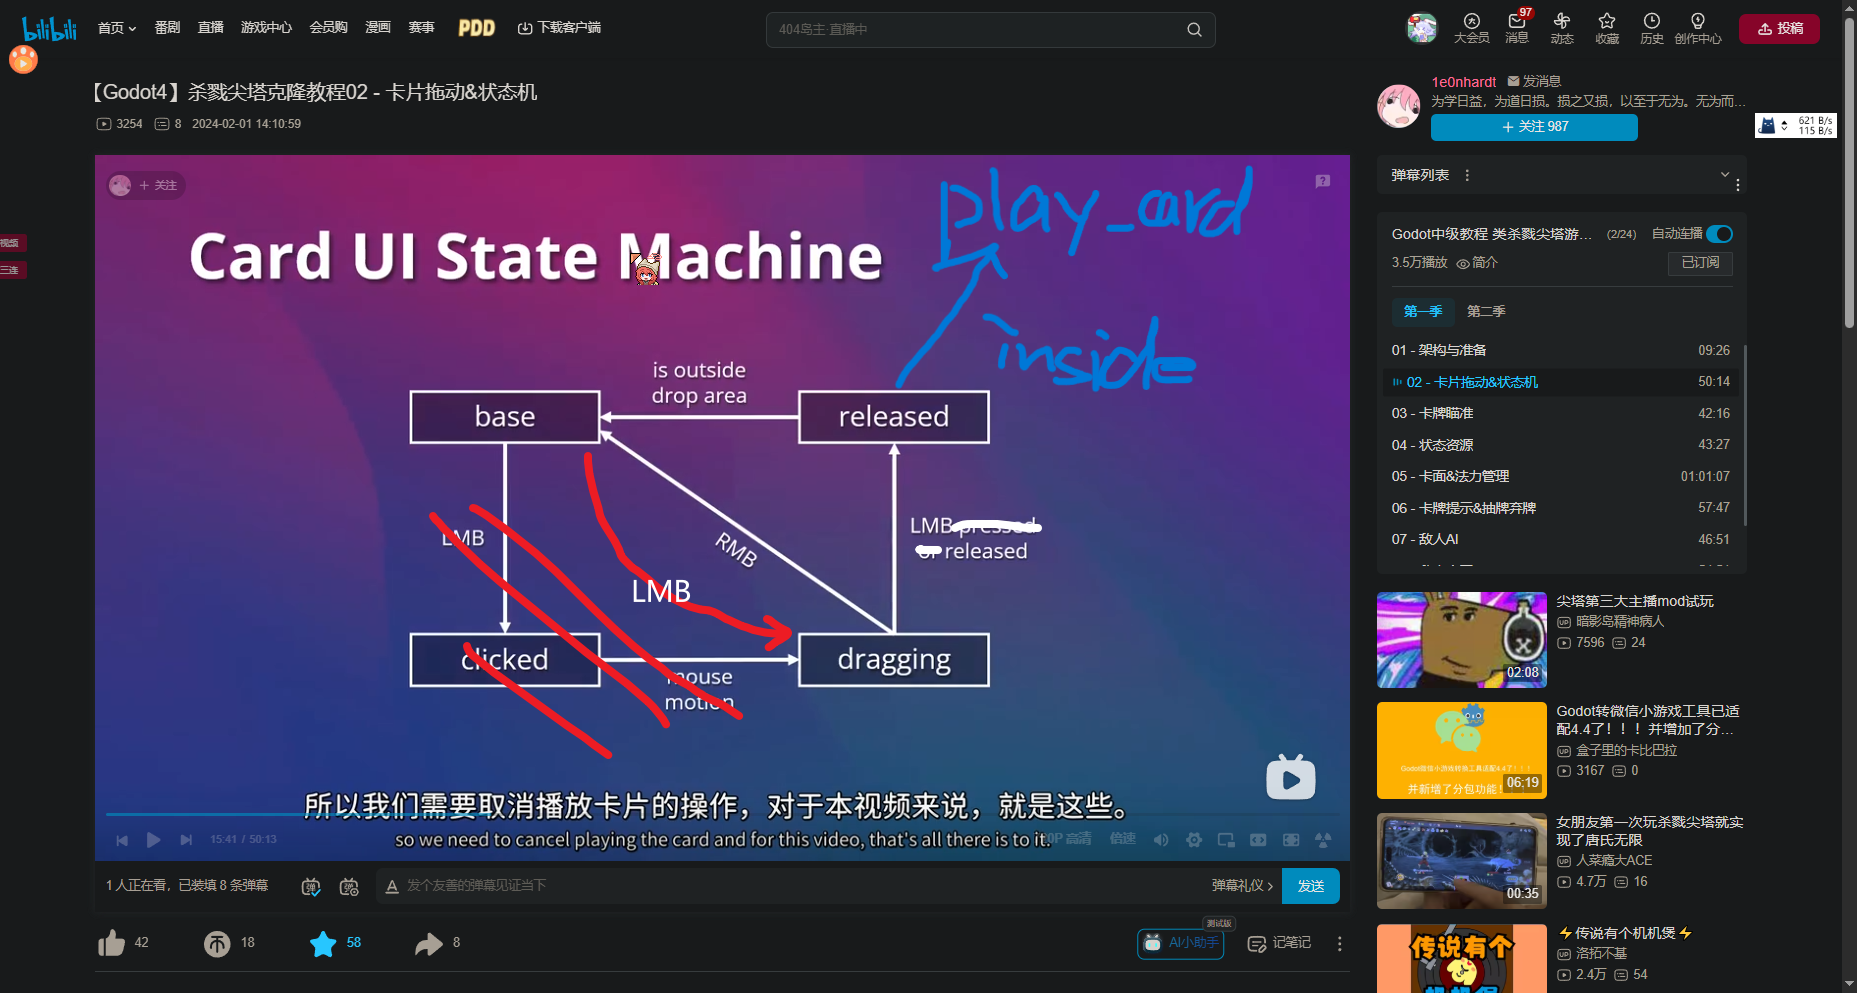 bilibili
首页 番剧 直播 游戏中心 会员购 漫画 赛事 PDD 下载客户端
404岛主·直播中
大会员 97 消息 动态 收藏 历史 创作中心 投稿
【Godot4】杀戮尖塔克隆教程02 - 卡片拖动&状态机
3254 8 2024-02-01 14:10:59
1e0nhardt 发消息
为学日益，为道日损。损之又损，以至于无为。无为而…
+ 关注 987
621 B/s
115 B/s
视频
三连
+ 关注
play_card
Card UI State Machine
inside
is outside
drop area
base
released
LMB
RMB
LMB pressed
or released
LMB
clicked
dragging
mouse
motion
所以我们需要取消播放卡片的操作，对于本视频来说，就是这些。
so we need to cancel playing the card and for this video, that's all there is to it.
15:41 / 50:13
高清 倍速
1 人正在看，已装填 8 条弹幕
发个友善的弹幕见证当下
弹幕礼仪 >
发送
42 18 58 8
测试版
AI小助手
记笔记
弹幕列表
Godot中级教程 类杀戮尖塔游… (2/24) 自动连播
3.5万播放 简介 已订阅
第一季 第二季
01 - 架构与准备 09:26
02 - 卡片拖动&状态机 50:14
03 - 卡牌瞄准 42:16
04 - 状态资源 43:27
05 - 卡面&法力管理 01:01:07
06 - 卡牌提示&抽牌弃牌 57:47
07 - 敌人AI 46:51
02:08
尖塔第三大主播mod试玩
暗影鸟精神病人
7596 24
并新增了分包功能！
06:19
Godot转微信小游戏工具已适
配4.4了！！！并增加了分…
盒子里的卡比巴拉
3167 0
00:35
女朋友第一次玩杀戮尖塔就实
现了唐氏无限
人菜瘾大ACE
4.7万 16
传说有个
⚡传说有个机机煲⚡
洛拓不基
2.4万 54